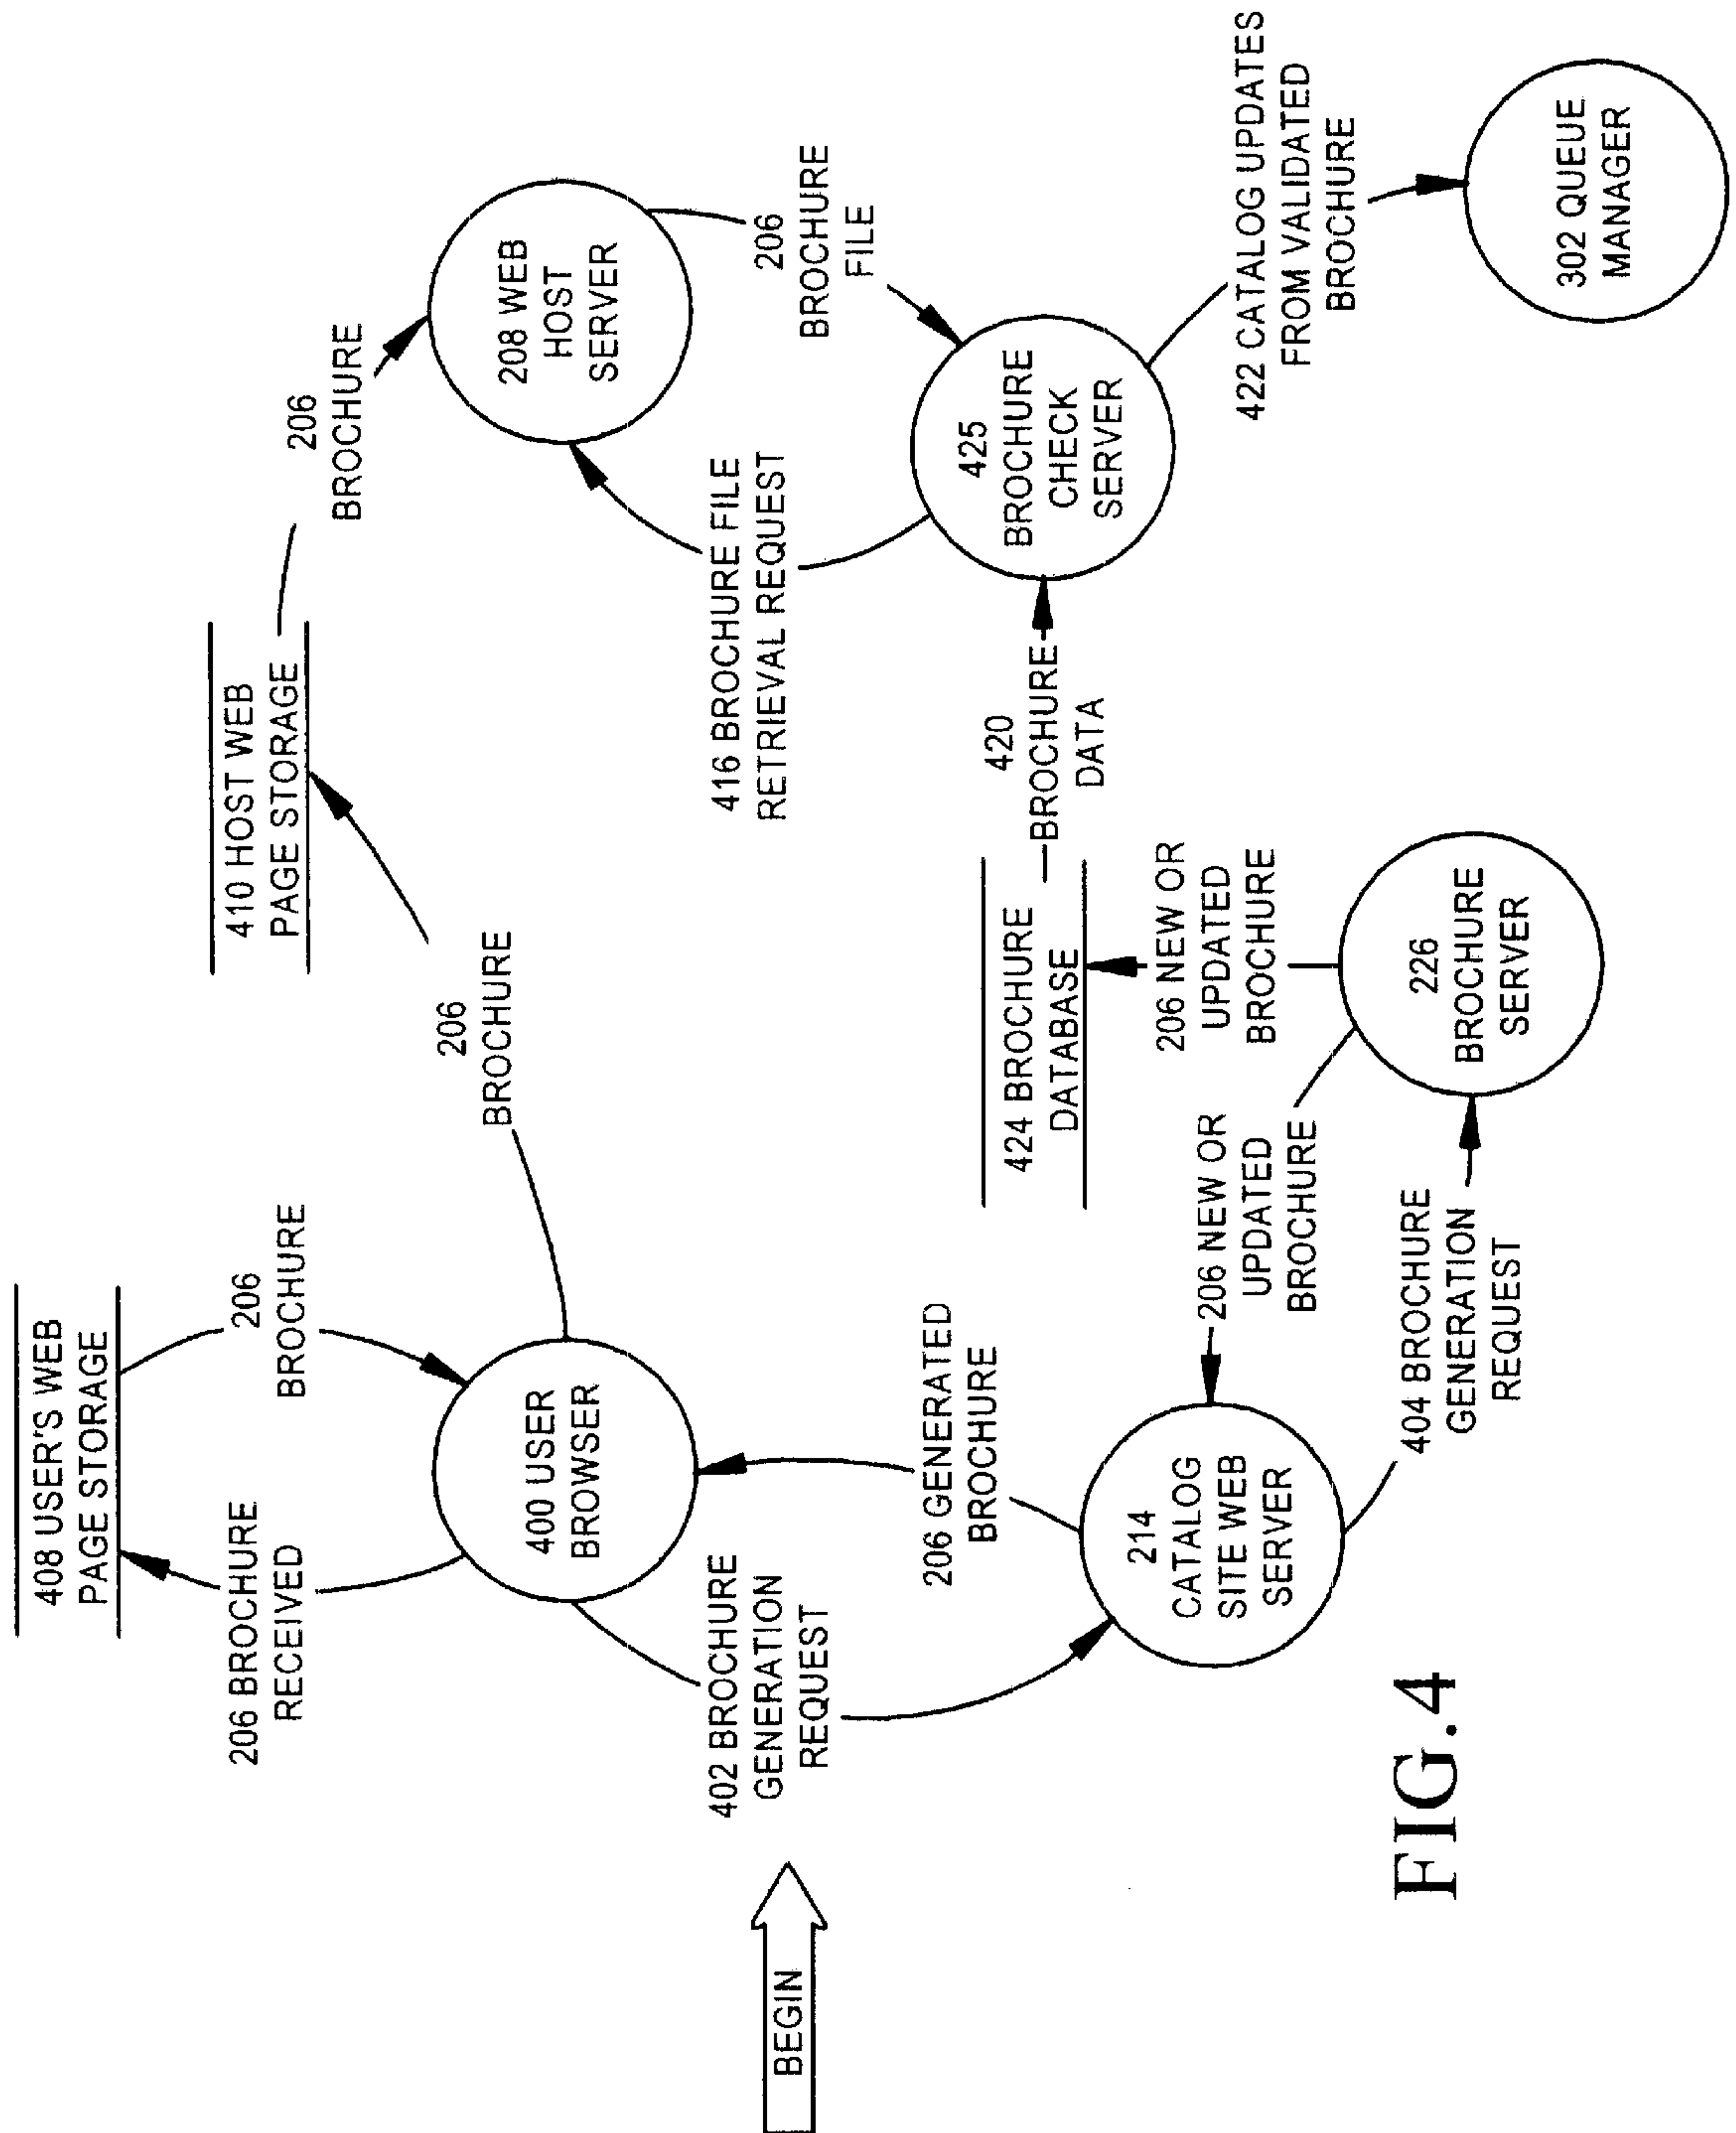 408 USER'S WEB
PAGE STORAGE
206 BROCHURE
RECEIVED
206
BROCHURE
400 USER
BROWSER
206
BROCHURE
410 HOST WEB
PAGE STORAGE
206
BROCHURE
208 WEB
HOST
SERVER
BEGIN
402 BROCHURE
GENERATION
REQUEST
206 GENERATED
BROCHURE
416 BROCHURE FILE
RETRIEVAL REQUEST
206
BROCHURE
FILE
214
CATALOG
SITE WEB
SERVER
206 NEW OR
UPDATED
BROCHURE
424 BROCHURE
DATABASE
420
BROCHURE
DATA
425
BROCHURE
CHECK
SERVER
206 NEW OR
UPDATED
BROCHURE
404 BROCHURE
GENERATION
REQUEST
226
BROCHURE
SERVER
422 CATALOG UPDATES
FROM VALIDATED
BROCHURE
302 QUEUE
MANAGER
FIG.4